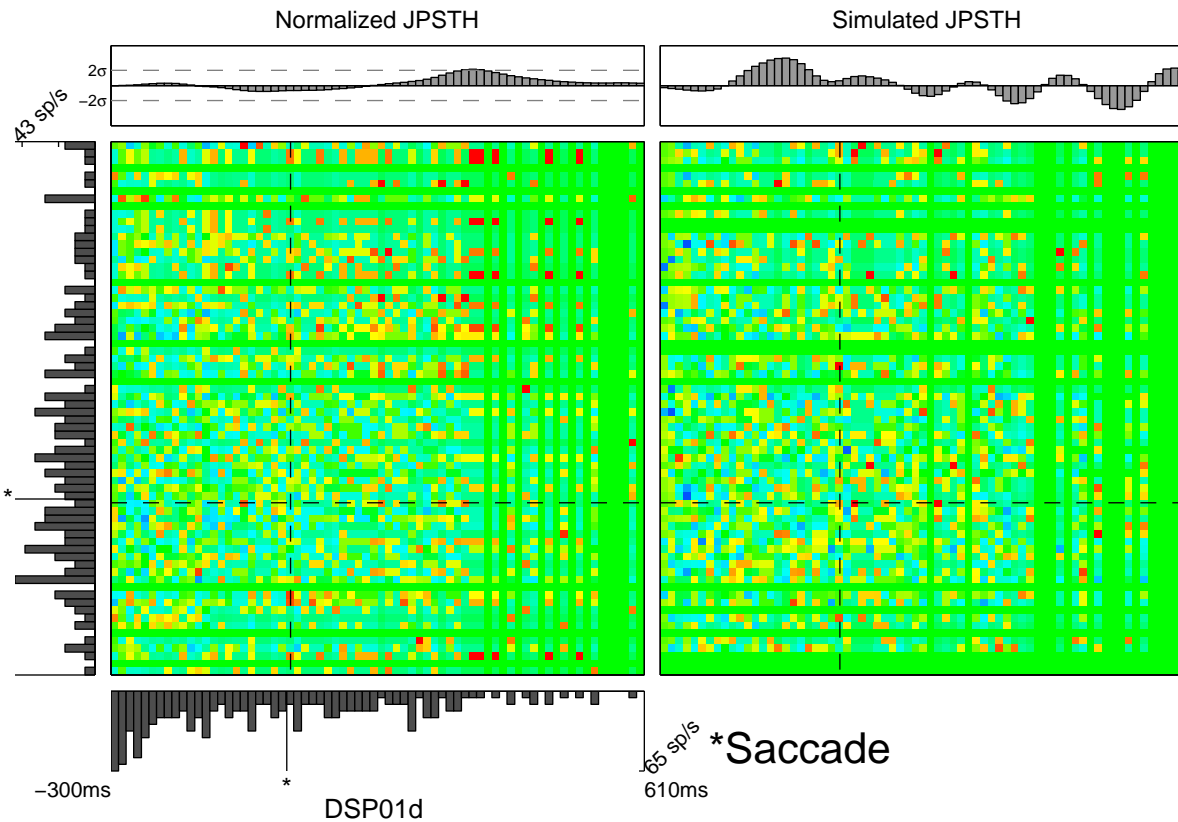 Normalized JPSTH
Simulated JPSTH
2σ
−2σ
43 sp/s
*
65 sp/s
*Saccade
*
−300ms
610ms
DSP01d